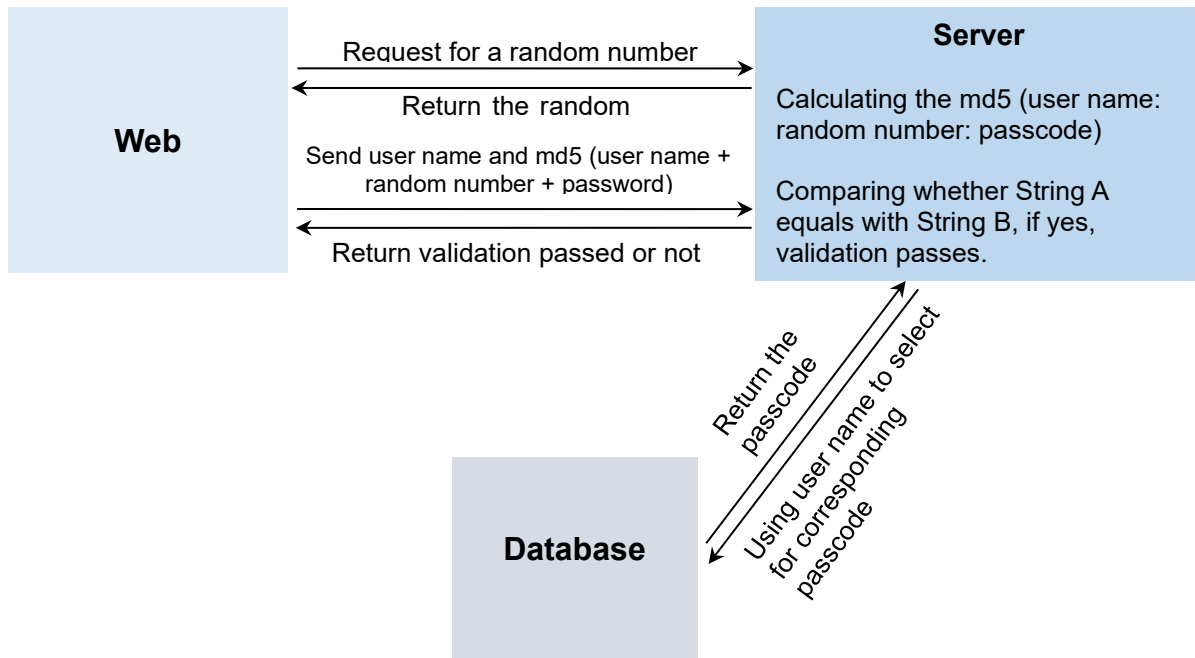 Web
Request for a random number
Return the random
Send user name and md5 (user name +
random number + password)
Return validation passed or not
Server
Calculating the md5 (user name:
random number: passcode)
Comparing whether String A
equals with String B, if yes,
validation passes.
Return the
passcode
Using user name to select
for corresponding
passcode
Database